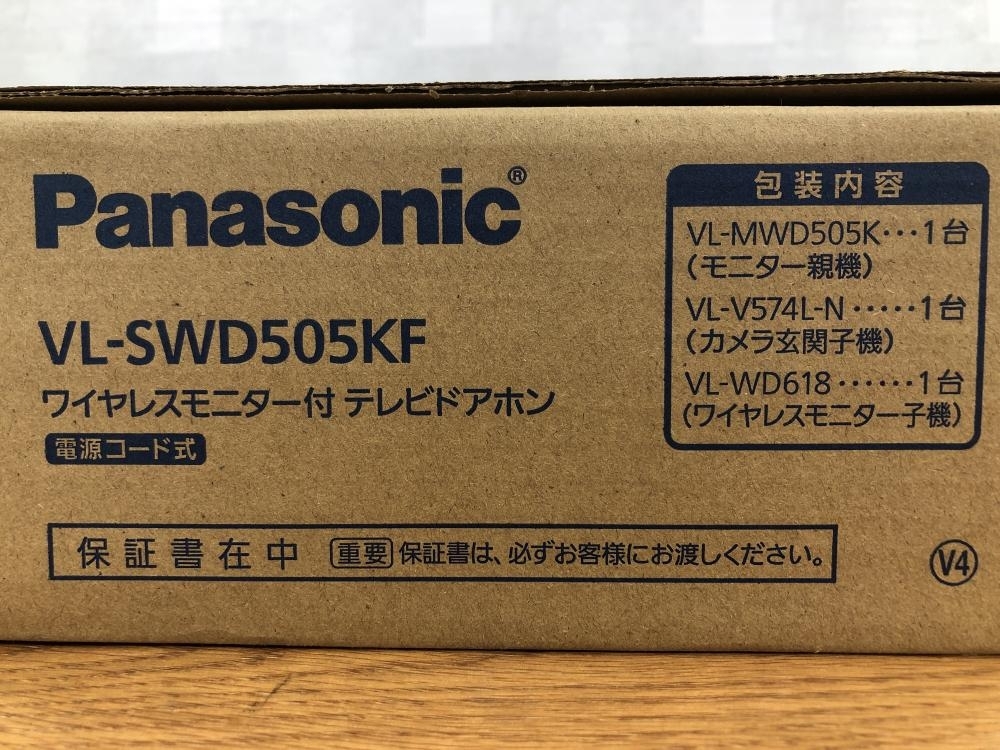 Panasonic®
VL-SWD505KF
ワイヤレスモニター付 テレビドアホン
電源コード式
包装内容
VL-MWD505K…1台
(モニター親機)
VL-V574L-N……1台
(カメラ玄関子機)
VL-WD618……1台
(ワイヤレスモニター子機)
保証書在中 重要 保証書は、必ずお客様にお渡しください。
V4